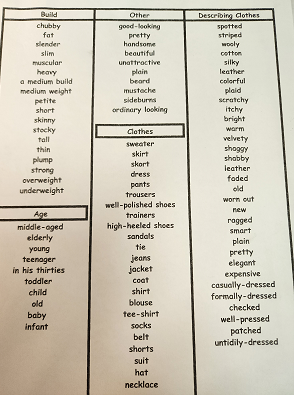 Build
chubby
fat
slender
slim
muscular
heavy
a medium build
medium weight
petite
short
skinny
stocky
tall
thin
plump
strong
overweight
underweight
Age
middle-aged
elderly
young
teenager
in his thirties
toddler
child
old
baby
infant
Other
good-looking
pretty
handsome
beautiful
unattractive
plain
beard
mustache
sideburns
ordinary looking
Clothes
sweater
skirt
skort
dress
pants
trousers
well-polished shoes
trainers
high-heeled shoes
sandals
tie
jeans
jacket
coat
shirt
blouse
tee-shirt
socks
belt
shorts
suit
hat
necklace
Describing Clothes
spotted
striped
wooly
cotton
silky
leather
colorful
plaid
scratchy
itchy
bright
warm
velvety
shaggy
shabby
leather
faded
old
worn out
new
ragged
smart
plain
pretty
elegant
expensive
casually-dressed
formally-dressed
checked
well-pressed
patched
untidily-dressed